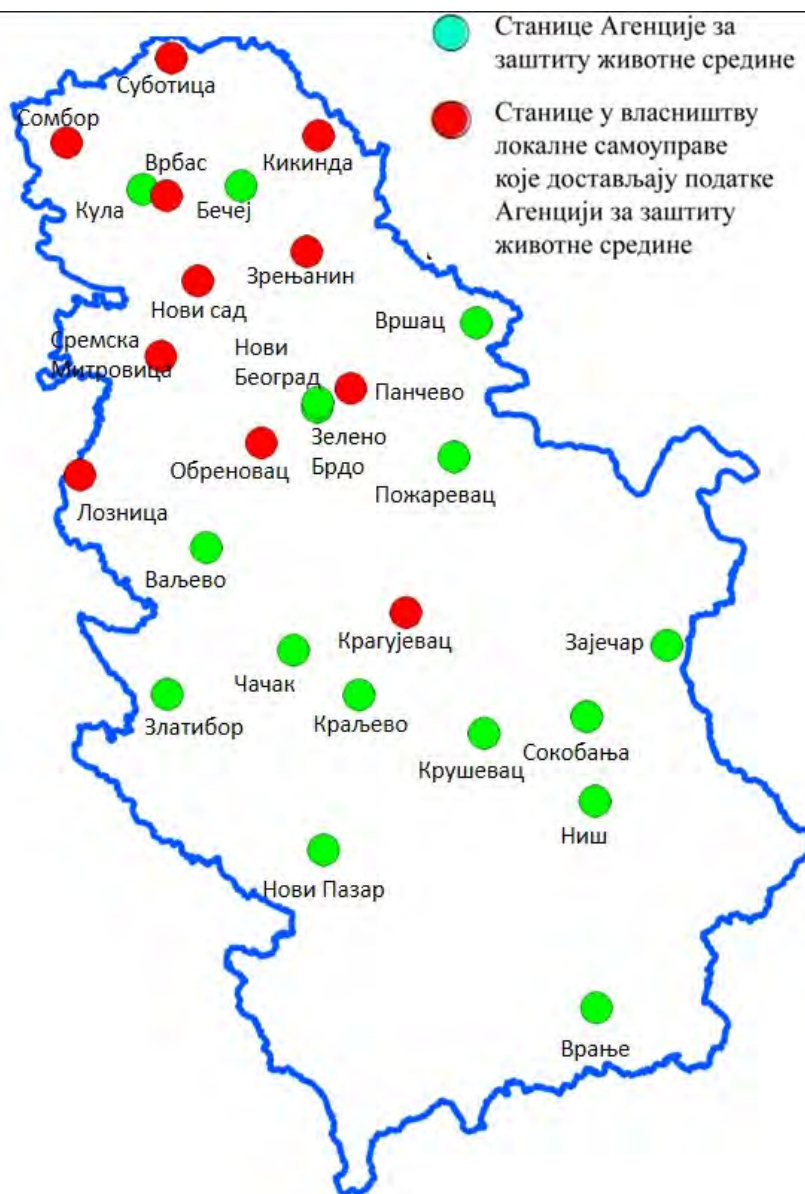 Станице Агенције за
заштиту животне средине
Станице у власништву
локалне самоуправе
које достављају податке
Агенцији за заштиту
животне средине
Суботица
Сомбор
Врбас
Кикинда
Кула
Бечеј
Зрењанин
Нови сад
Вршац
Сремска
Митровица
Нови
Београд
Панчево
Зелено
Брдо
Обреновац
Пожаревац
Лозница
Ваљево
Крагујевац
Зајечар
Чачак
Златибор
Краљево
Сокобања
Крушевац
Ниш
Нови Пазар
Врање